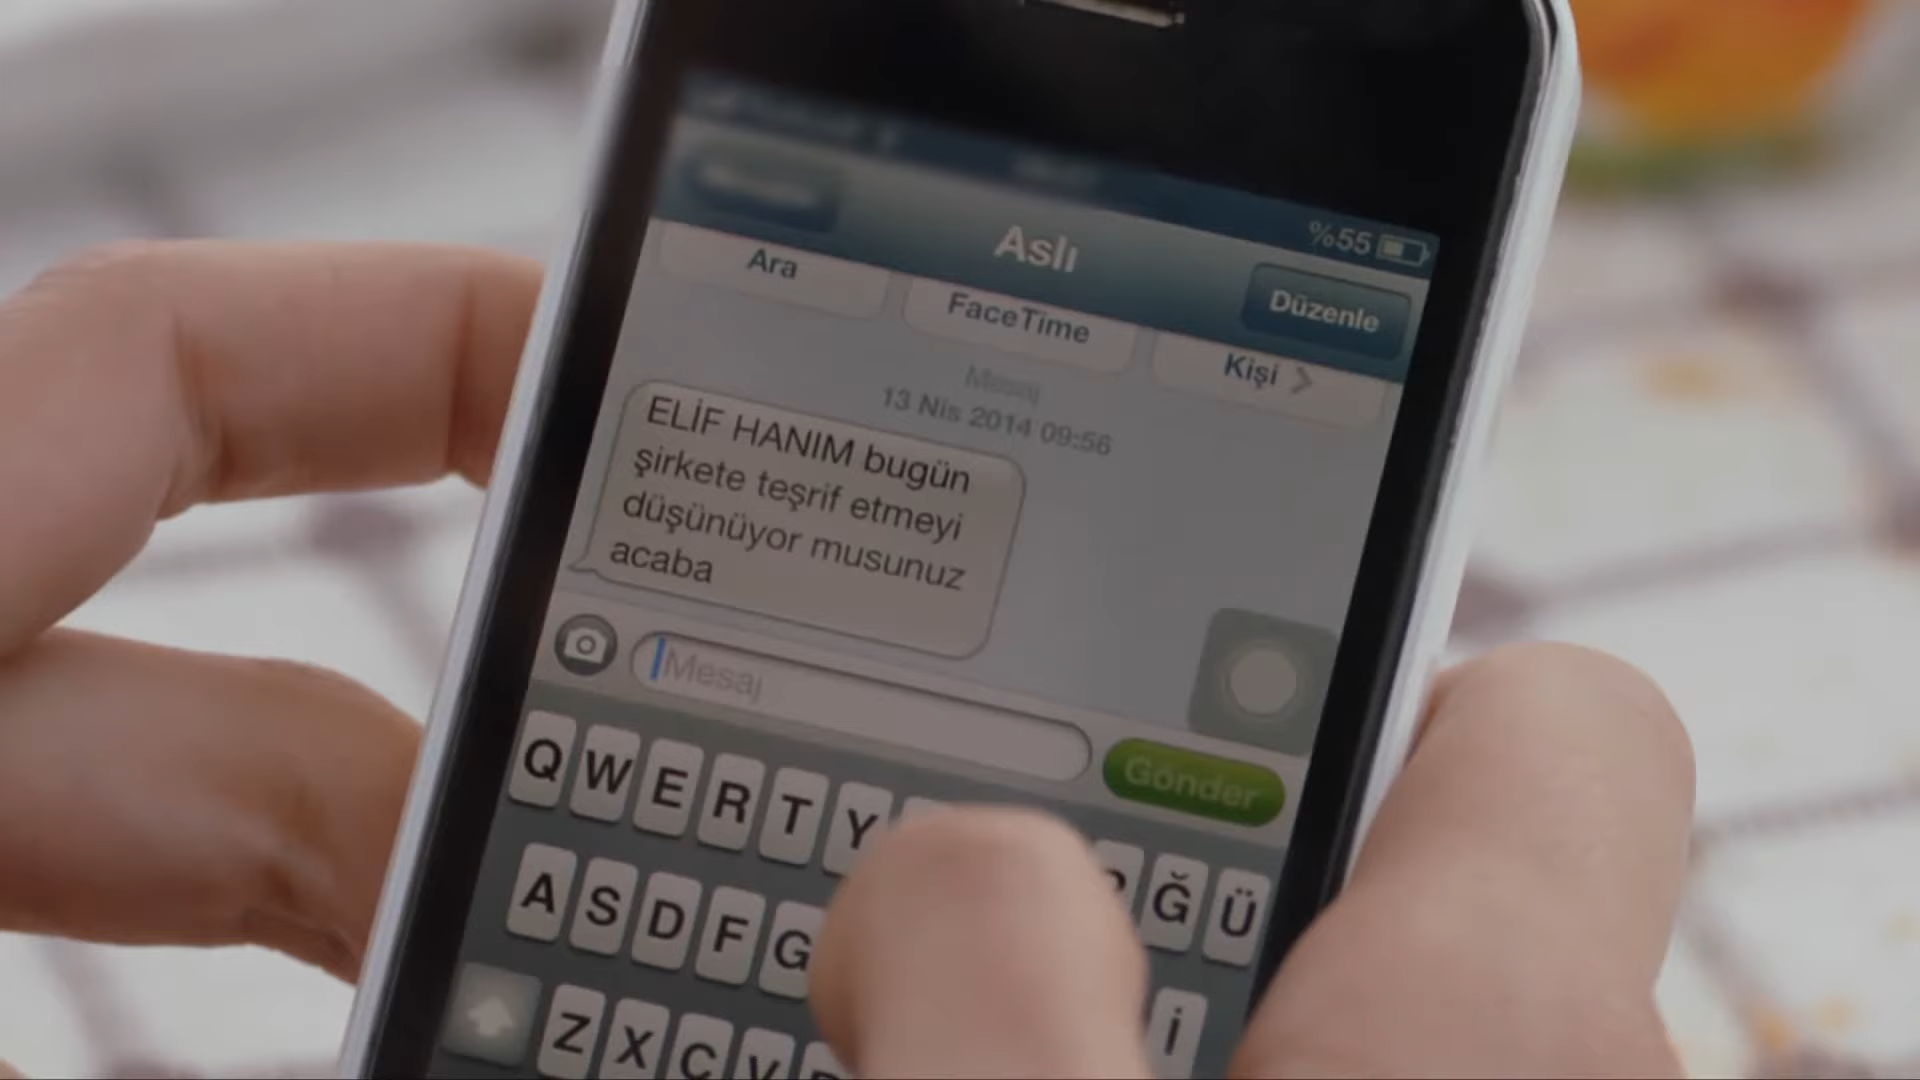 %55
Aslı
Düzenle
Ara
FaceTime
Kişi
Mesaj
13 Nis 2014 09:56
ELİF HANIM bugün
şirkete teşrif etmeyi
düşünüyor musunuz
acaba
Mesaj
Gönder
Q W E R T Y Ğ Ü
A S D F G İ
Z X C V